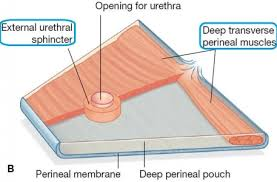 Opening for urethra
External urethral
sphincter
Deep transverse
perineal muscles
B
Perineal membrane
Deep perineal pouch